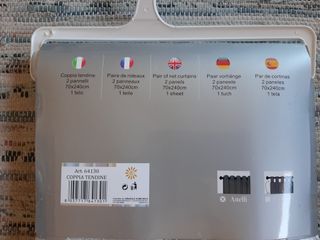 Coppia tendine
2 pannelli
70x240cm
1 telo
Paire de rideaux
2 panneaux
70x240cm
1 toile
Pair of net curtains
2 panels
70x240cm
1 sheet
Paar vorhänge
2 paneele
70x240cm
1 tuch
Par de cortinas
2 paneles
70x240cm
1 tela
Art. 64130
COPPIA TENDINE
Anelli